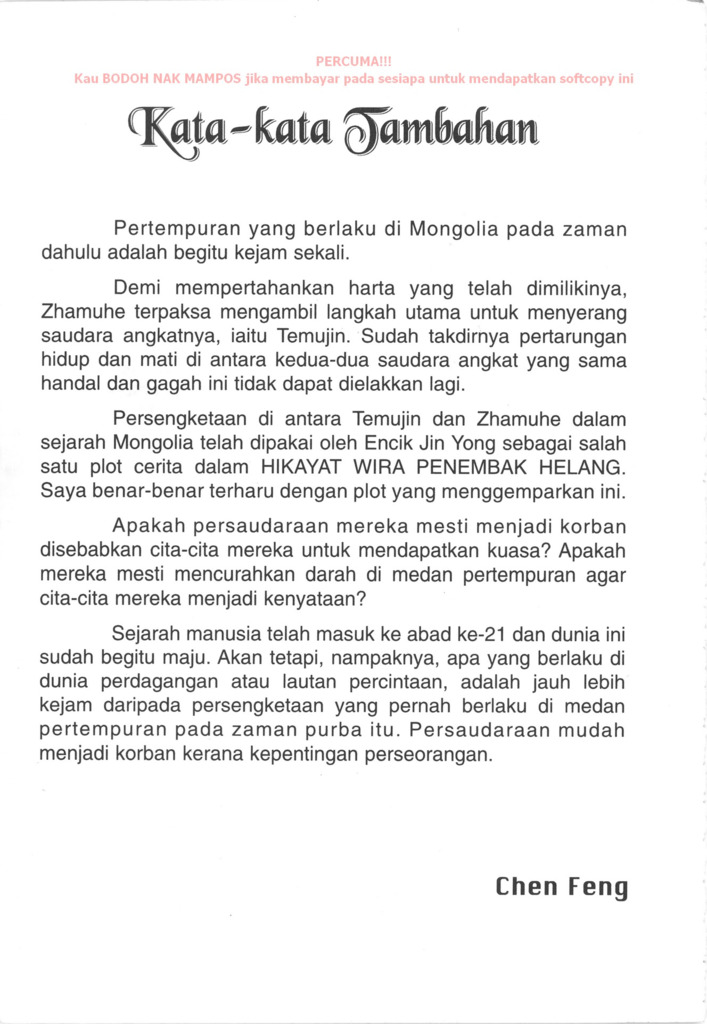 PERCUMA!!!
Kau BODOH NAK MAMPOS jika membayar pada sesiapa untuk mendapatkan softcopy ini
Kata-kata Tambahan
Pertempuran yang berlaku di Mongolia pada zaman
dahulu adalah begitu kejam sekali.
Demi mempertahankan harta yang telah dimilikinya,
Zhamuhe terpaksa mengambil langkah utama untuk menyerang
saudara angkatnya, iaitu Temujin. Sudah takdirnya pertarungan
hidup dan mati di antara kedua-dua saudara angkat yang sama
handal dan gagah ini tidak dapat dielakkan lagi.
Persengketaan di antara Temujin dan Zhamuhe dalam
sejarah Mongolia telah dipakai oleh Encik Jin Yong sebagai salah
satu plot cerita dalam HIKAYAT WIRA PENEMBAK HELANG.
Saya benar-benar terharu dengan plot yang menggemparkan ini.
Apakah persaudaraan mereka mesti menjadi korban
disebabkan cita-cita mereka untuk mendapatkan kuasa? Apakah
mereka mesti mencurahkan darah di medan pertempuran agar
cita-cita mereka menjadi kenyataan?
Sejarah manusia telah masuk ke abad ke-21 dan dunia ini
sudah begitu maju. Akan tetapi, nampaknya, apa yang berlaku di
dunia perdagangan atau lautan percintaan, adalah jauh lebih
kejam daripada persengketaan yang pernah berlaku di medan
pertempuran pada zaman purba itu. Persaudaraan mudah
menjadi korban kerana kepentingan perseorangan.
Chen Feng